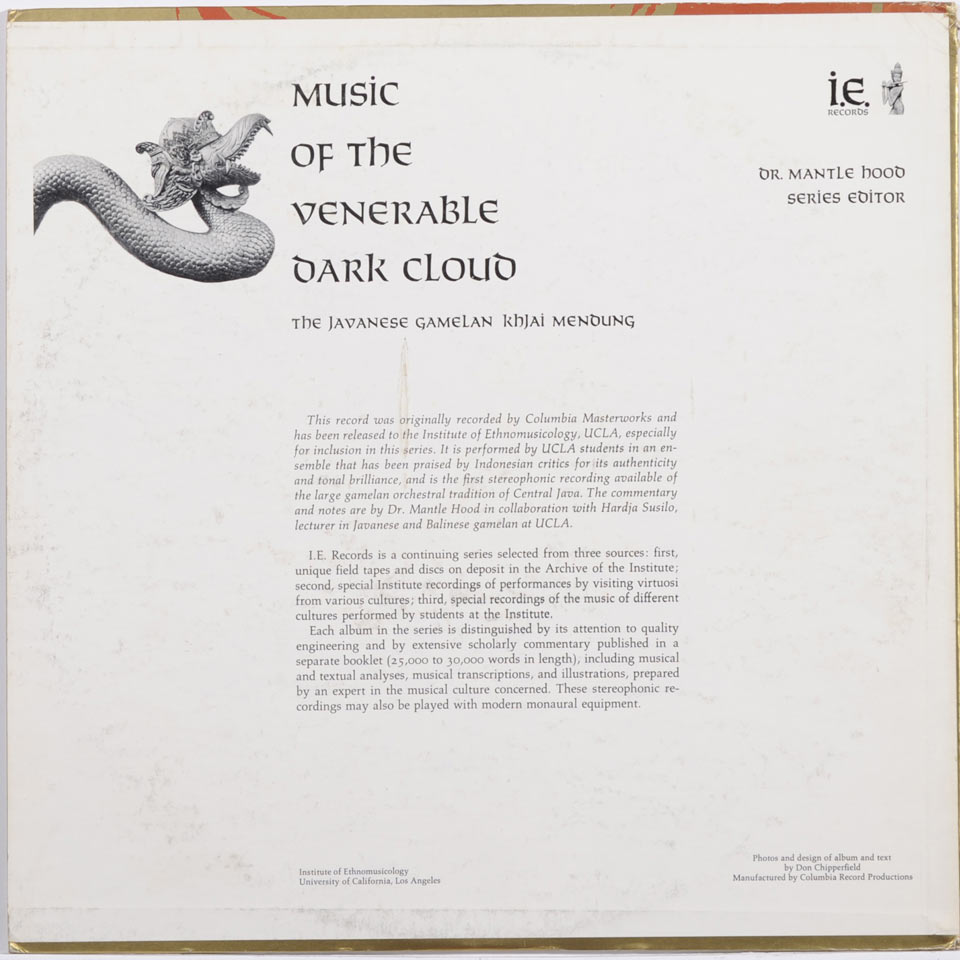 MUSIC
OF THE
VENERABLE
DARK CLOUD
THE JAVANESE GAMELAN KHJAI MENDUNG
i.e.
RECORDS
DR. MANTLE HOOD
SERIES EDITOR
This record was originally recorded by Columbia Masterworks and
has been released to the Institute of Ethnomusicology, UCLA, especially
for inclusion in this series. It is performed by UCLA students in an en-
semble that has been praised by Indonesian critics for its authenticity
and tonal brilliance, and is the first stereophonic recording available of
the large gamelan orchestral tradition of Central Java. The commentary
and notes are by Dr. Mantle Hood in collaboration with Hardja Susilo,
lecturer in Javanese and Balinese gamelan at UCLA.
I.E. Records is a continuing series selected from three sources: first,
unique field tapes and discs on deposit in the Archive of the Institute;
second, special Institute recordings of performances by visiting virtuosi
from various cultures; third, special recordings of the music of different
cultures performed by students at the Institute.
Each album in the series is distinguished by its attention to quality
engineering and by extensive scholarly commentary published in a
separate booklet (25,000 to 30,000 words in length), including musical
and textual analyses, musical transcriptions, and illustrations, prepared
by an expert in the musical culture concerned. These stereophonic re-
cordings may also be played with modern monaural equipment.
Institute of Ethnomusicology
University of California, Los Angeles
Photos and design of album and text
by Don Chipperfield
Manufactured by Columbia Record Productions